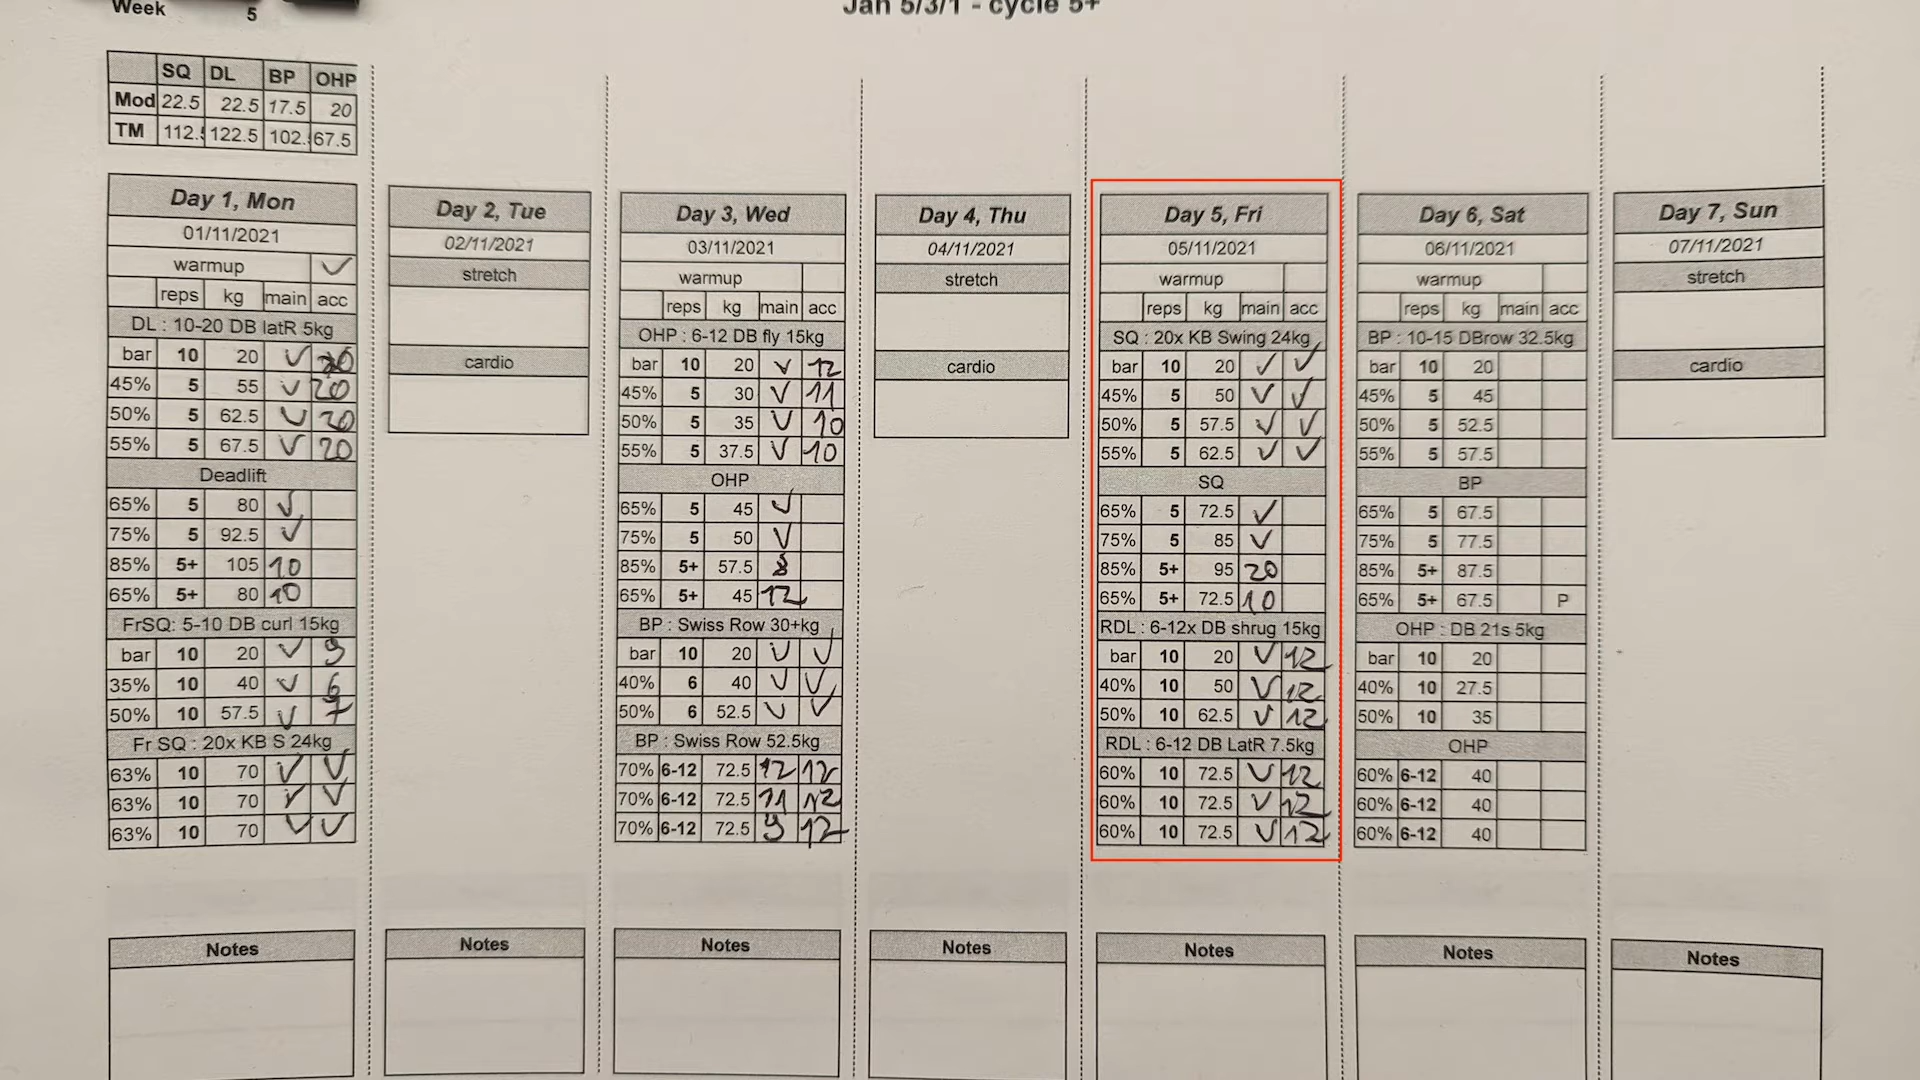 Week 5
Jan 5/3/1 - cycle 5+
SQ DL BP OHP
Mod 22.5 22.5 17.5 20
TM 112. 122.5 102. 67.5
Day 1, Mon
01/11/2021
warmup ✓
reps kg main acc
DL : 10-20 DB latR 5kg
bar 10 20 ✓ 20
45% 5 55 ✓ 20
50% 5 62.5 ✓ 20
55% 5 67.5 ✓ 20
Deadlift
65% 5 80 ✓
75% 5 92.5 ✓
85% 5+ 105 10
65% 5+ 80 10
FrSQ: 5-10 DB curl 15kg
bar 10 20 ✓ 9
35% 10 40 ✓ 6
50% 10 57.5 ✓ 7
Fr SQ : 20x KB S 24kg
63% 10 70 ✓ ✓
63% 10 70 ✓ ✓
63% 10 70 ✓ ✓
Notes
Day 2, Tue
02/11/2021
stretch
cardio
Notes
Day 3, Wed
03/11/2021
warmup
reps kg main acc
OHP : 6-12 DB fly 15kg
bar 10 20 ✓ 12
45% 5 30 ✓ 11
50% 5 35 ✓ 10
55% 5 37.5 ✓ 10
OHP
65% 5 45 ✓
75% 5 50 ✓
85% 5+ 57.5 8
65% 5+ 45 12
BP : Swiss Row 30+kg
bar 10 20 ✓ ✓
40% 6 40 ✓ ✓
50% 6 52.5 ✓ ✓
BP : Swiss Row 52.5kg
70% 6-12 72.5 12 12
70% 6-12 72.5 11 12
70% 6-12 72.5 9 12
Notes
Day 4, Thu
04/11/2021
stretch
cardio
Notes
Day 5, Fri
05/11/2021
warmup
reps kg main acc
SQ : 20x KB Swing 24kg
bar 10 20 ✓ ✓
45% 5 50 ✓ ✓
50% 5 57.5 ✓ ✓
55% 5 62.5 ✓ ✓
SQ
65% 5 72.5 ✓
75% 5 85 ✓
85% 5+ 95 20
65% 5+ 72.5 10
RDL : 6-12x DB shrug 15kg
bar 10 20 ✓ 12
40% 10 50 ✓ 12
50% 10 62.5 ✓ 12
RDL : 6-12 DB LatR 7.5kg
60% 10 72.5 ✓ 12
60% 10 72.5 ✓ 12
60% 10 72.5 ✓ 12
Notes
Day 6, Sat
06/11/2021
warmup
reps kg main acc
BP : 10-15 DBrow 32.5kg
bar 10 20
45% 5 45
50% 5 52.5
55% 5 57.5
BP
65% 5 67.5
75% 5 77.5
85% 5+ 87.5
65% 5+ 67.5 P
OHP : DB 21s 5kg
bar 10 20
40% 10 27.5
50% 10 35
OHP
60% 6-12 40
60% 6-12 40
60% 6-12 40
Notes
Day 7, Sun
07/11/2021
stretch
cardio
Notes